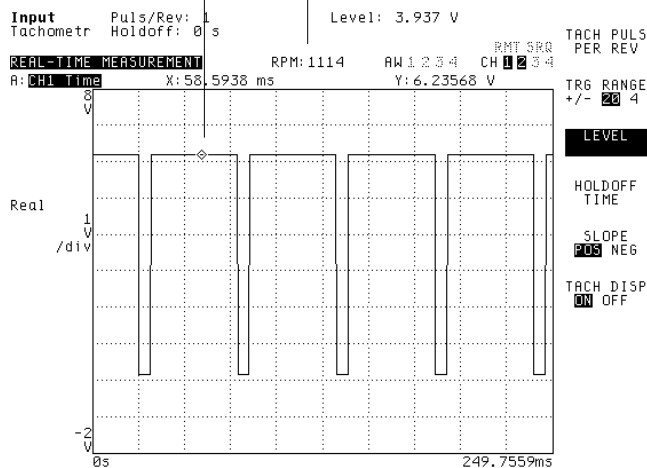 Input Puls/Rev: 1 Level: 3.937 V
Tachometr Holdoff: 0 s
RMT SRQ
REAL-TIME MEASUREMENT RPM:1114 AW 1 2 3 4 CH 1 2 3 4
A: CH1 Time X:58.5938 ms Y:6.23568 V
8
V
Real
1
V
/div
-2
V
0s 249.7559ms
TACH PULS
PER REV
TRG RANGE
+/- 20 4
LEVEL
HOLDOFF
TIME
SLOPE
POS NEG
TACH DISP
ON OFF